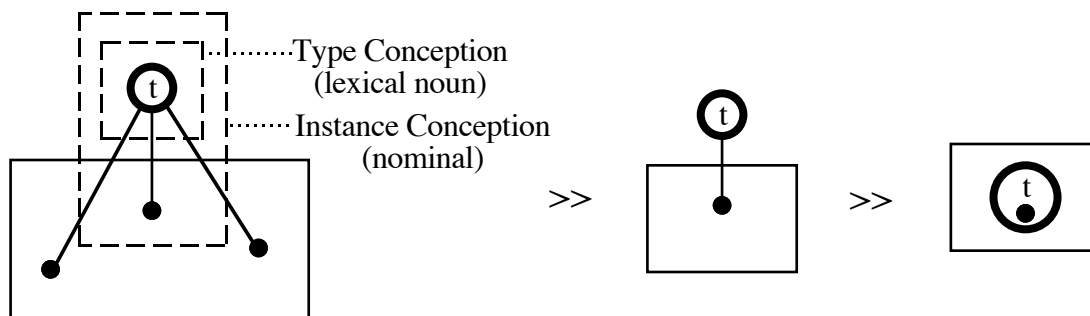 Type Conception
(lexical noun)
t
Instance Conception
(nominal)
t
>>
>>
t